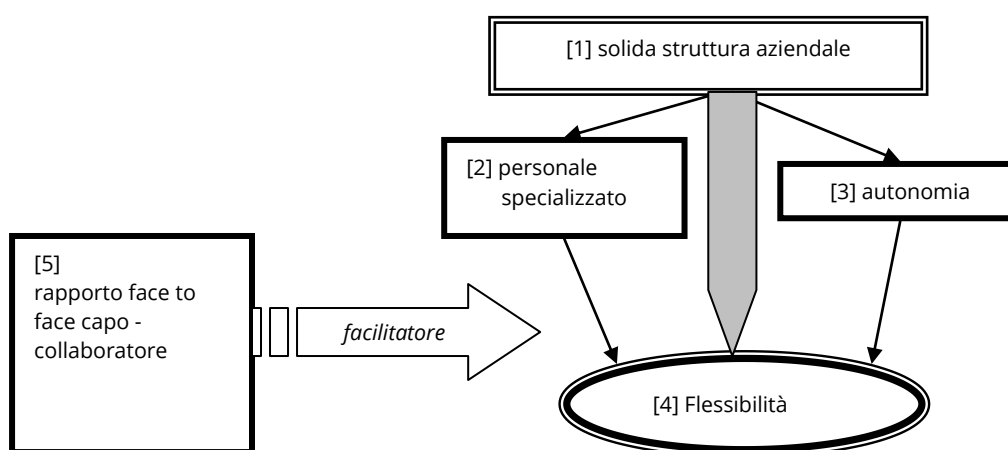 [1] solida struttura aziendale
[2] personale
specializzato
[3] autonomia
[5]
rapporto face to
face capo -
collaboratore
facilitatore
[4] Flessibilità